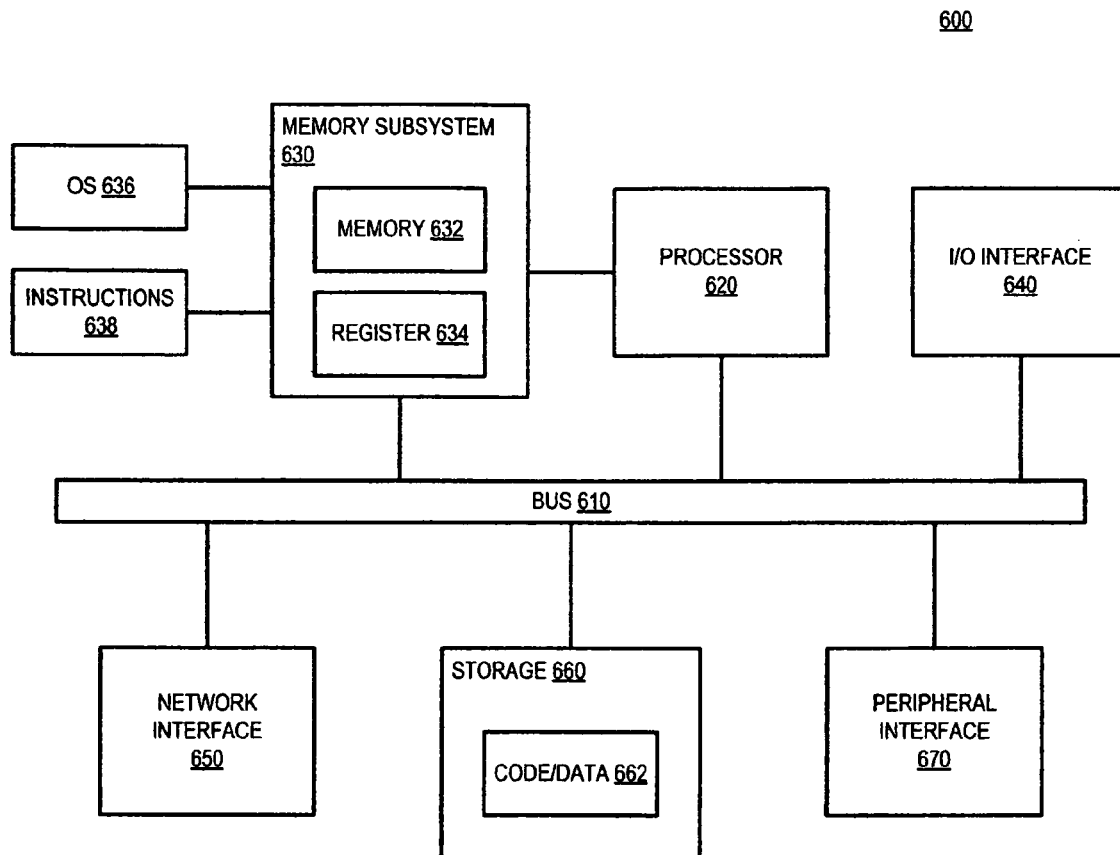 600
MEMORY SUBSYSTEM
630
OS 636
MEMORY 632
PROCESSOR
620
I/O INTERFACE
640
INSTRUCTIONS
638
REGISTER 634
BUS 610
NETWORK
INTERFACE
650
STORAGE 660
CODE/DATA 662
PERIPHERAL
INTERFACE
670